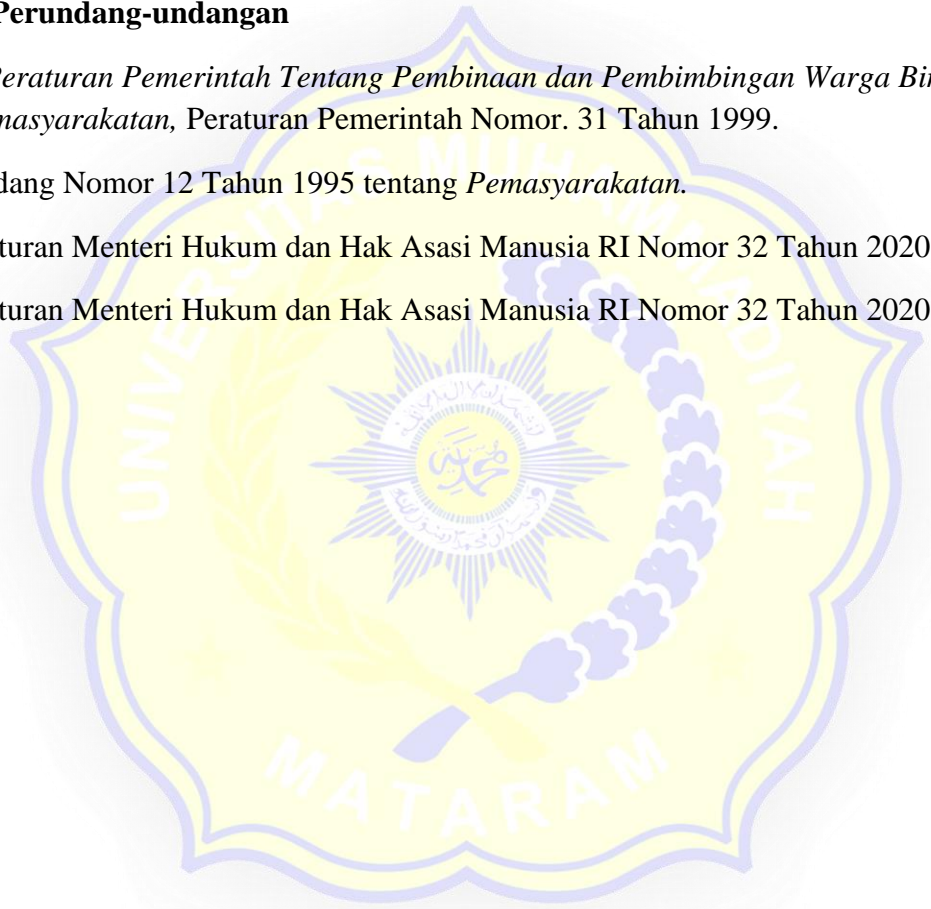 Perundang-undangan
Peraturan Pemerintah Tentang Pembinaan dan Pembimbingan Warga Bin
masyarakatan, Peraturan Pemerintah Nomor. 31 Tahun 1999.
dang Nomor 12 Tahun 1995 tentang Pemasyarakatan.
turan Menteri Hukum dan Hak Asasi Manusia RI Nomor 32 Tahun 2020
turan Menteri Hukum dan Hak Asasi Manusia RI Nomor 32 Tahun 2020
UNIVERSITAS MUHAMMADIYAH
MATARAM